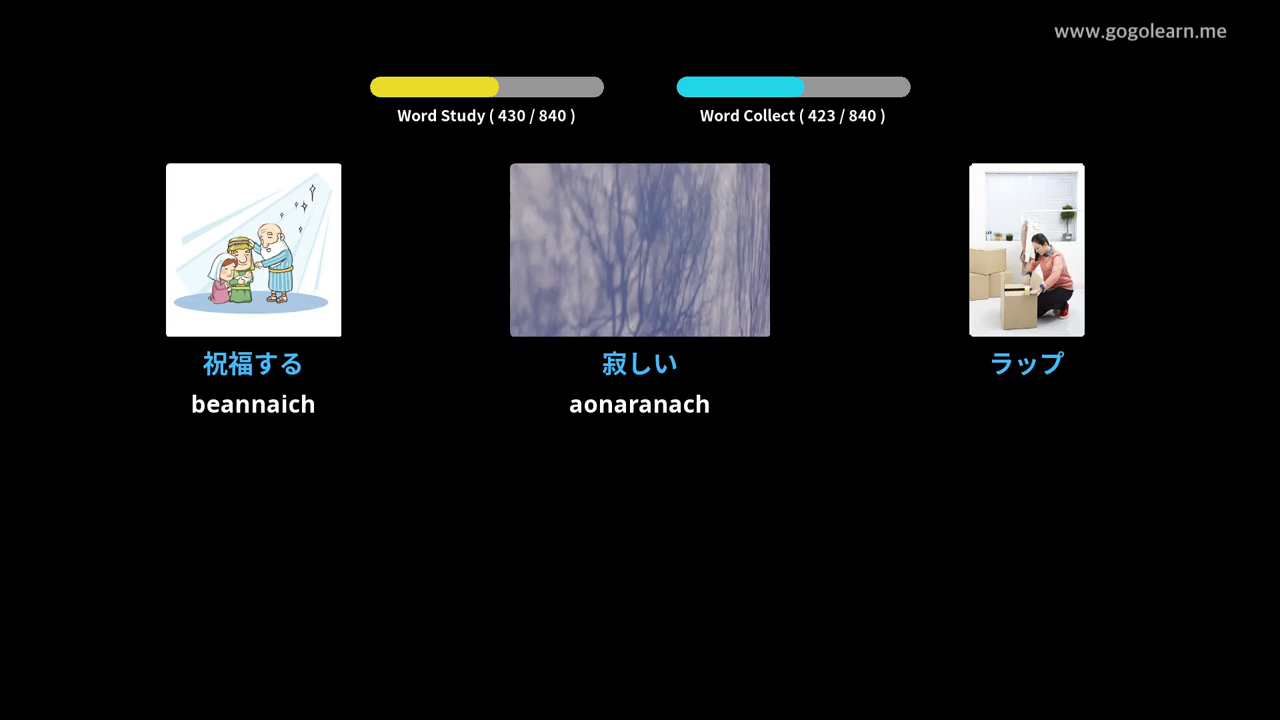 www.gogolearn.me
Word Study ( 430 / 840 )
Word Collect ( 423 / 840 )
祝福する
寂しい
ラップ
beannaich
aonaranach